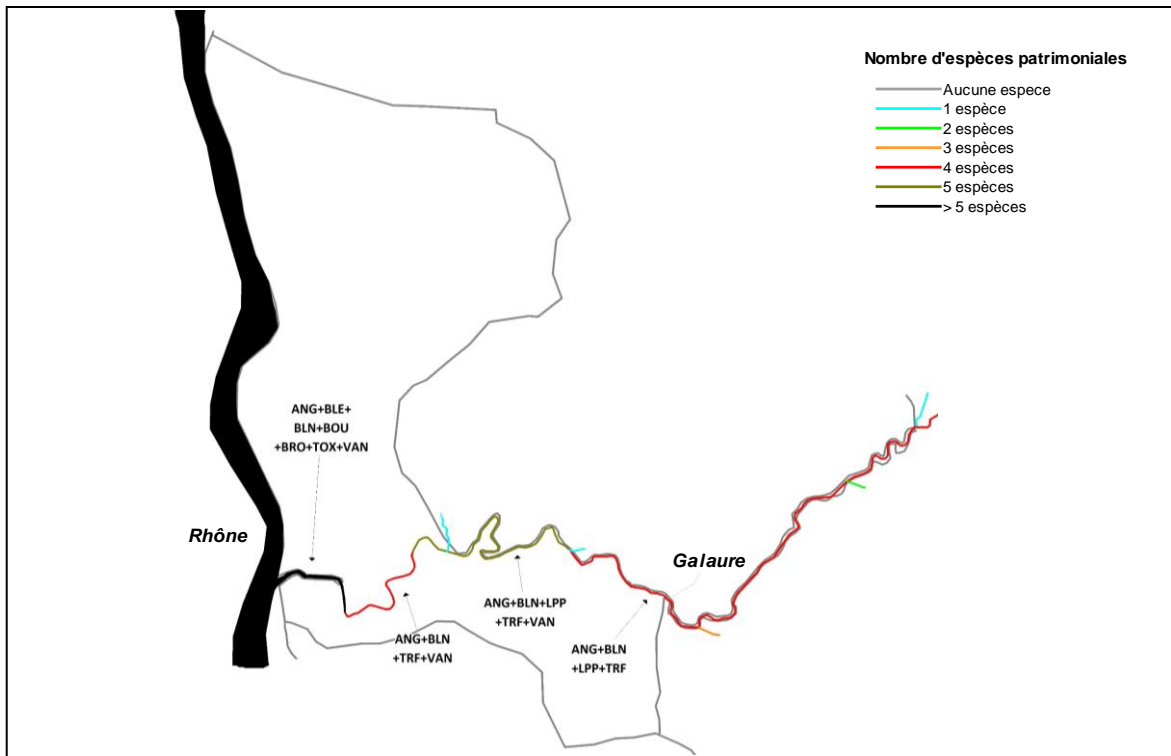 Nombre d'espèces patrimoniales
Aucune espece
1 espèce
2 espèces
3 espèces
4 espèces
5 espèces
> 5 espèces
ANG+BLE+
BLN+BOU
+BRO+TOX+VAN
Rhône
Galaure
ANG+BLN+LPP
+TRF+VAN
ANG+BLN
+TRF+VAN
ANG+BLN
+LPP+TRF